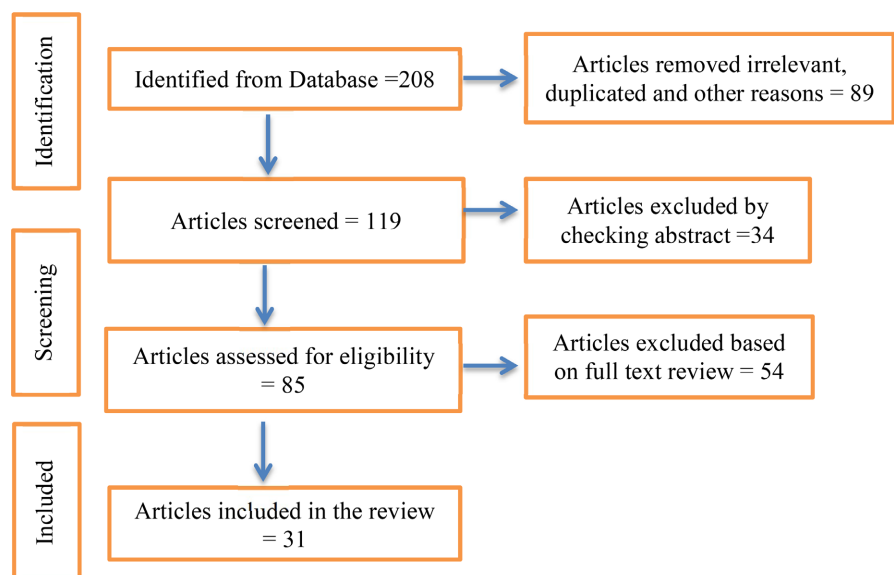 Identification
Identified from Database =208
Articles removed irrelevant,
duplicated and other reasons = 89
Articles screened = 119
Articles excluded by
checking abstract =34
Screening
Articles assessed for eligibility
= 85
Articles excluded based
on full text review = 54
Included
Articles included in the review
= 31